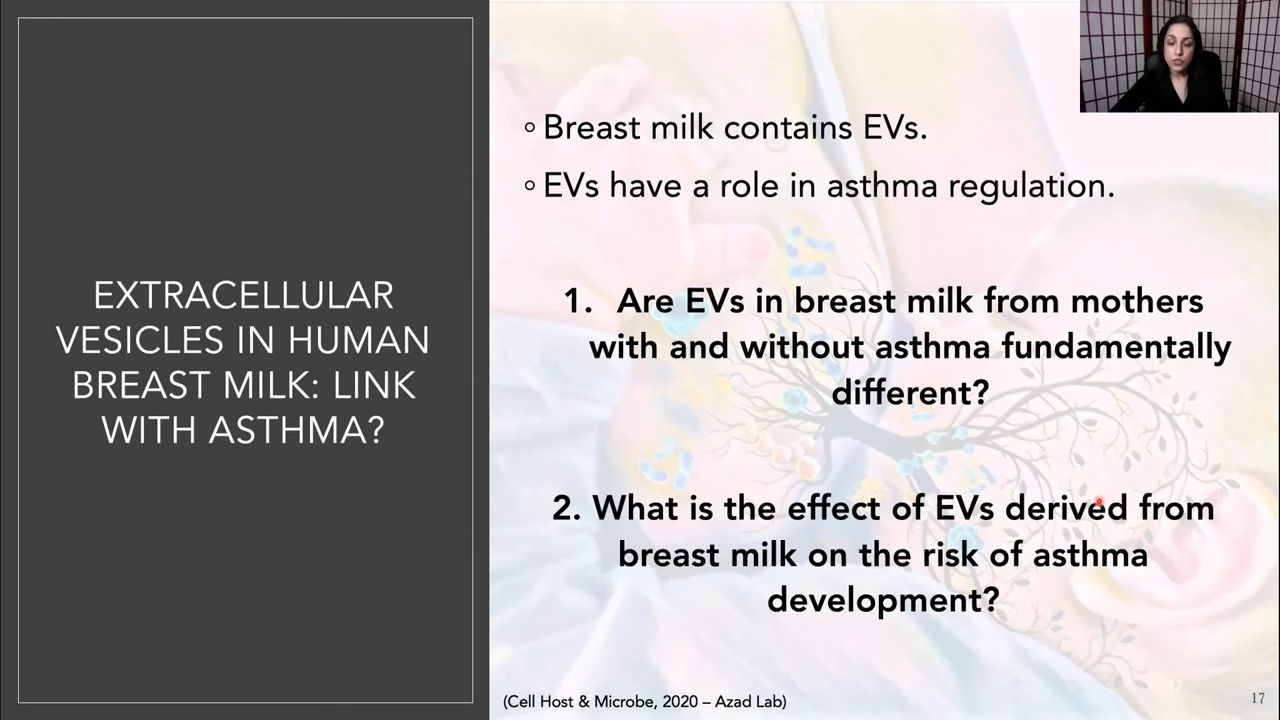 EXTRACELLULAR
VESICLES IN HUMAN
BREAST MILK: LINK
WITH ASTHMA?
◦ Breast milk contains EVs.
◦ EVs have a role in asthma regulation.
1. Are EVs in breast milk from mothers
with and without asthma fundamentally
different?
2. What is the effect of EVs derived from
breast milk on the risk of asthma
development?
(Cell Host & Microbe, 2020 – Azad Lab)
17
17